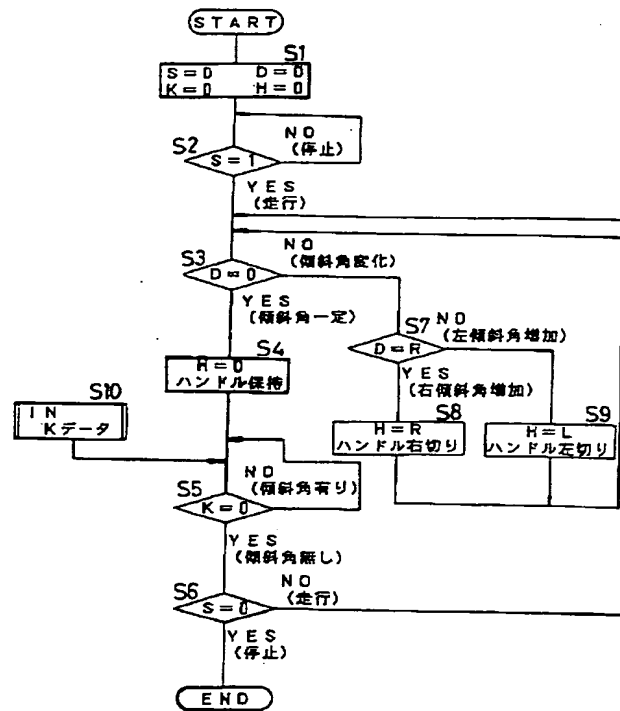 START
S1
S=0 D=0
K=0 H=0
NO
(停止)
S2
S=1
YES
(走行)
NO
(傾斜角変化)
S3
D=0
YES
(傾斜角一定)
S7
NO
(左傾斜角増加)
D=R
YES
(右傾斜角増加)
S4
H=0
ハンドル保持
S8
H=R
ハンドル右切り
S9
H=L
ハンドル左切り
S10
IN
Kデータ
NO
(傾斜角有り)
S5
K=0
YES
(傾斜角無し)
S6
NO
(走行)
S=0
YES
(停止)
END